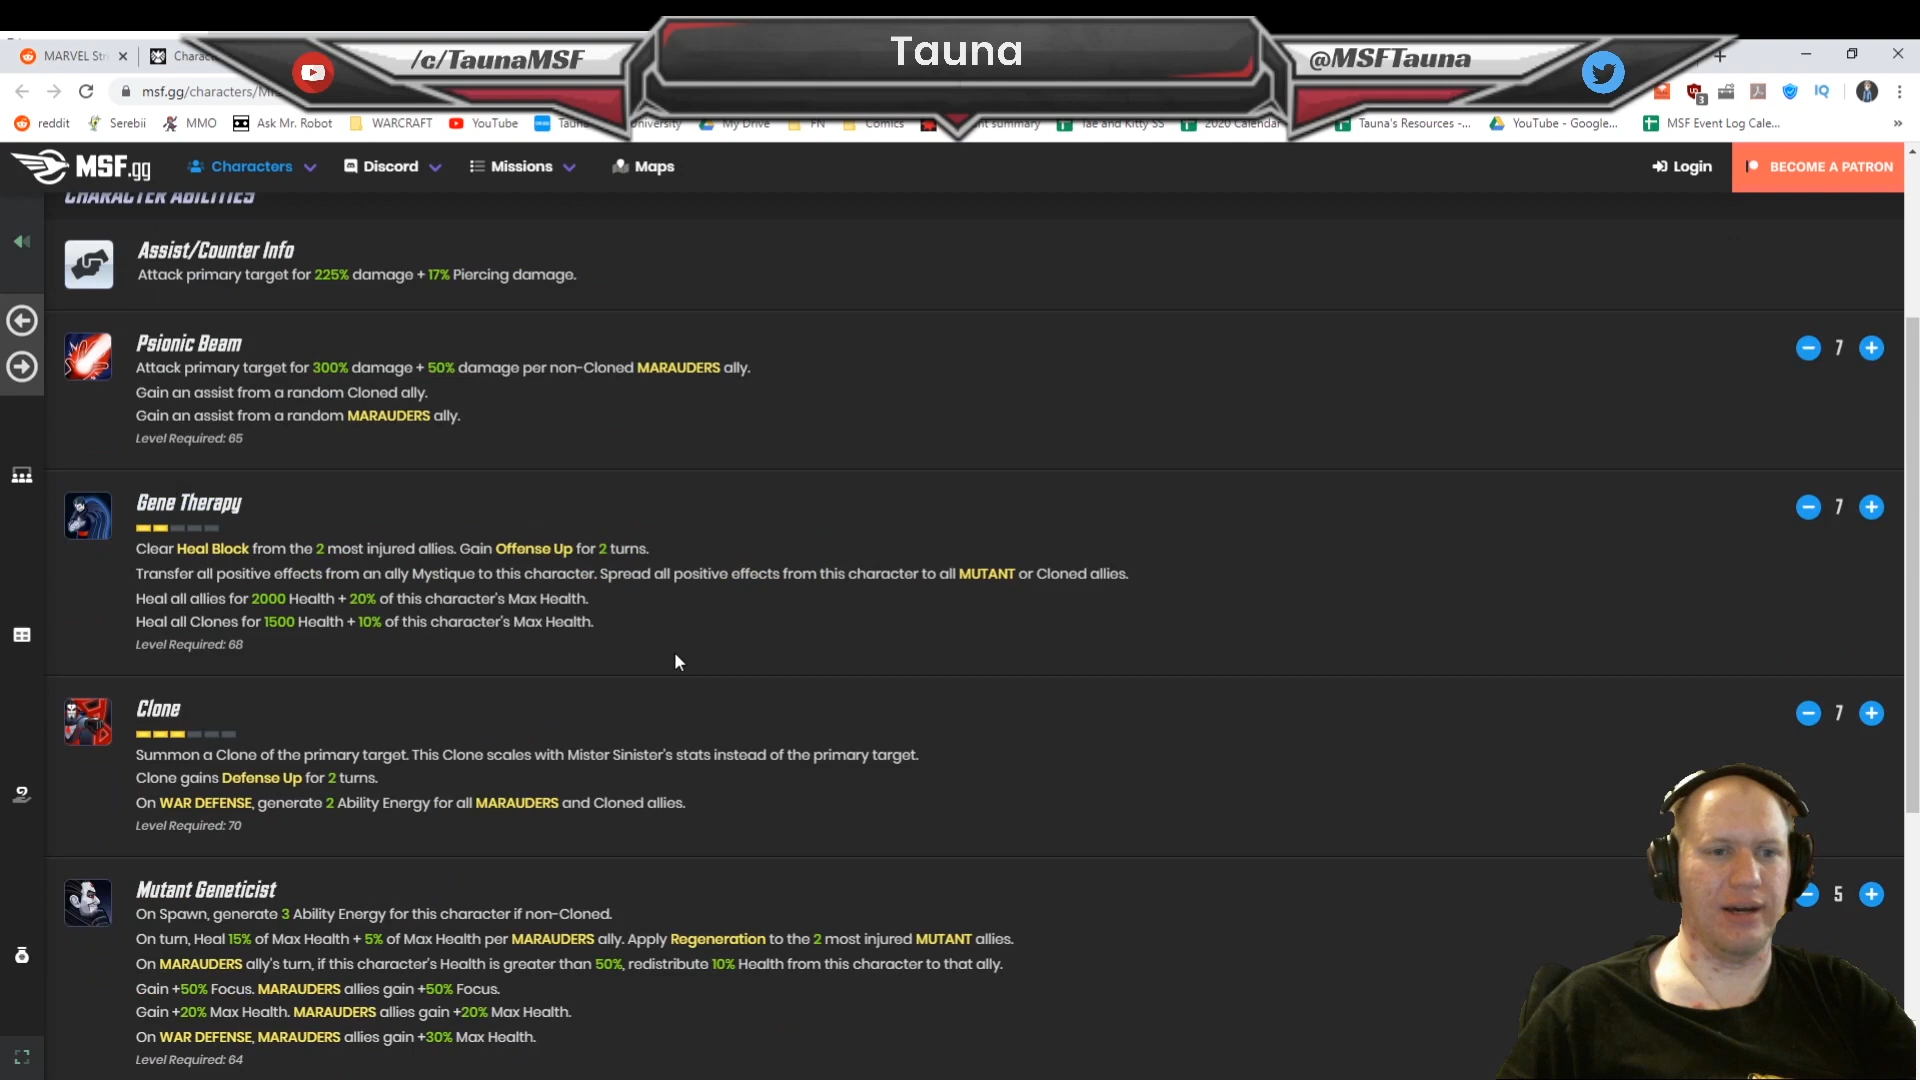 Tauna
/c/TaunaMSF
@MSFTauna
MARVEL Str
Chara
msf.gg/characters/M
reddit
Serebii
MMO
Ask Mr. Robot
WARCRAFT
YouTube
Taun
University
My Drive
FN
Comics
nt summary
Tae and Kitty SS
2020 Calendar
Tauna's Resources -...
YouTube - Google...
MSF Event Log Cale...
3
IQ
MSF.gg
Characters
Discord
Missions
Maps
Login
BECOME A PATRON
CHARACTER ABILITIES
Assist/Counter Info
Attack primary target for 225% damage + 17% Piercing damage.
Psionic Beam
7
Attack primary target for 300% damage + 50% damage per non-Cloned MARAUDERS ally.
Gain an assist from a random Cloned ally.
Gain an assist from a random MARAUDERS ally.
Level Required: 65
Gene Therapy
7
Clear Heal Block from the 2 most injured allies. Gain Offense Up for 2 turns.
Transfer all positive effects from an ally Mystique to this character. Spread all positive effects from this character to all MUTANT or Cloned allies.
Heal all allies for 2000 Health + 20% of this character's Max Health.
Heal all Clones for 1500 Health + 10% of this character's Max Health.
Level Required: 68
Clone
7
Summon a Clone of the primary target. This Clone scales with Mister Sinister's stats instead of the primary target.
Clone gains Defense Up for 2 turns.
On WAR DEFENSE, generate 2 Ability Energy for all MARAUDERS and Cloned allies.
Level Required: 70
Mutant Geneticist
5
On Spawn, generate 3 Ability Energy for this character if non-Cloned.
On turn, Heal 15% of Max Health + 5% of Max Health per MARAUDERS ally. Apply Regeneration to the 2 most injured MUTANT allies.
On MARAUDERS ally's turn, if this character's Health is greater than 50%, redistribute 10% Health from this character to that ally.
Gain +50% Focus. MARAUDERS allies gain +50% Focus.
Gain +20% Max Health. MARAUDERS allies gain +20% Max Health.
On WAR DEFENSE, MARAUDERS allies gain +30% Max Health.
Level Required: 64